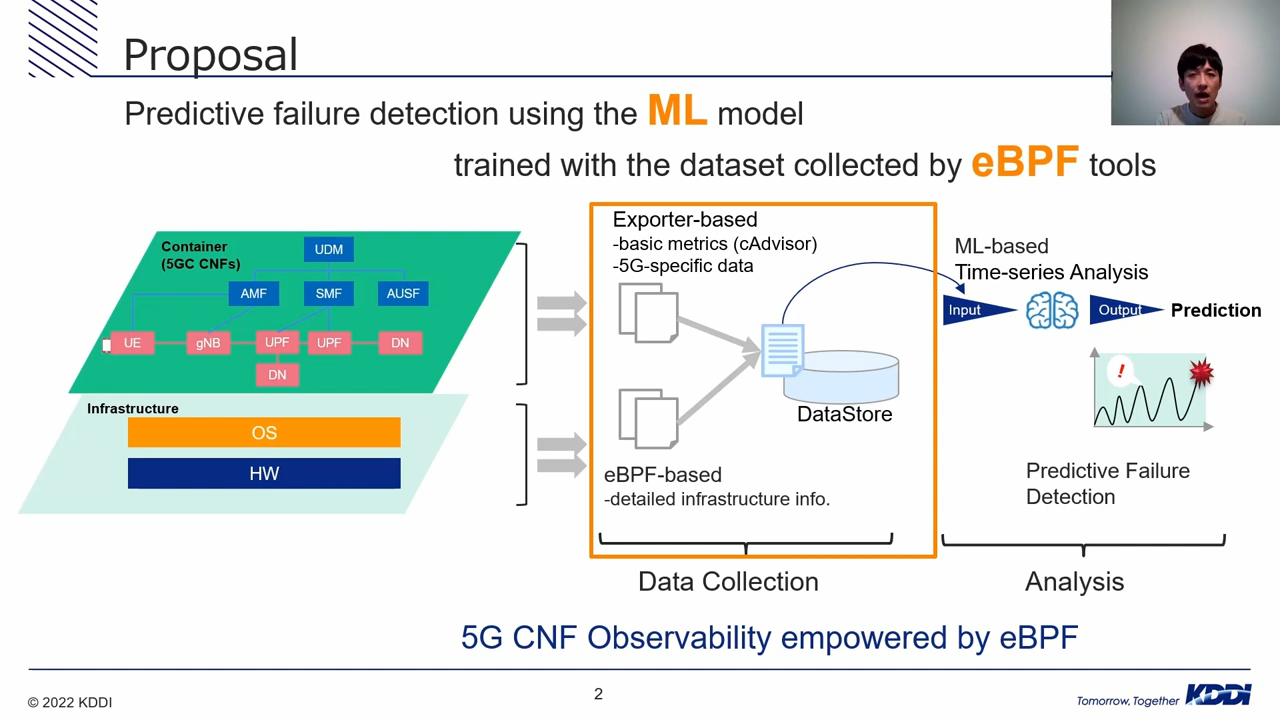 Proposal
Predictive failure detection using the ML model
trained with the dataset collected by eBPF tools
Container
(5GC CNFs)
UDM
AMF
SMF
AUSF
UE
gNB
UPF
UPF
DN
DN
Infrastructure
OS
HW
Exporter-based
-basic metrics (cAdvisor)
-5G-specific data
DataStore
eBPF-based
-detailed infrastructure info.
Data Collection
ML-based
Time-series Analysis
Input
Output
Prediction
!
Predictive Failure
Detection
Analysis
5G CNF Observability empowered by eBPF
© 2022 KDDI
2
Tomorrow, Together KDDI